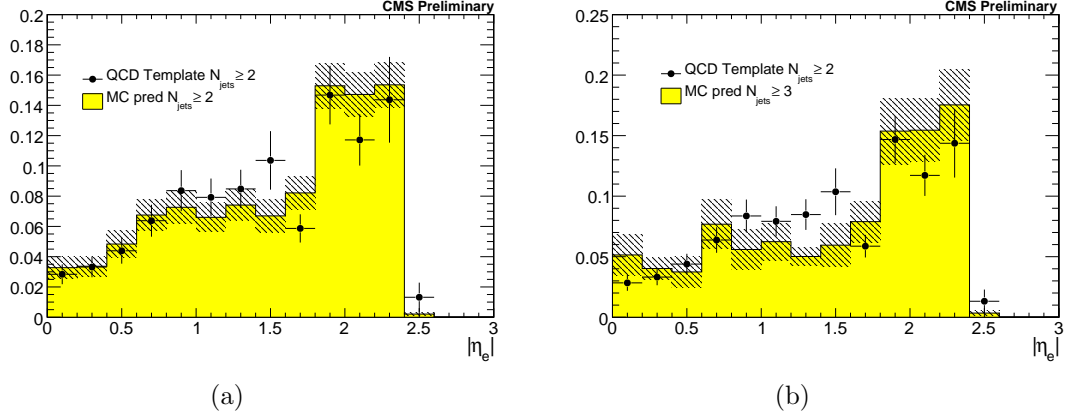 CMS Preliminary
0.2
0.18
0.16
0.14
0.12
0.1
0.08
0.06
0.04
0.02
0
QCD Template N_jets ≥ 2
MC pred N_jets ≥ 2
0 0.5 1 1.5 2 2.5 3
|η_e|
(a)
CMS Preliminary
0.25
0.2
0.15
0.1
0.05
0
QCD Template N_jets ≥ 2
MC pred N_jets ≥ 3
0 0.5 1 1.5 2 2.5 3
|η_e|
(b)